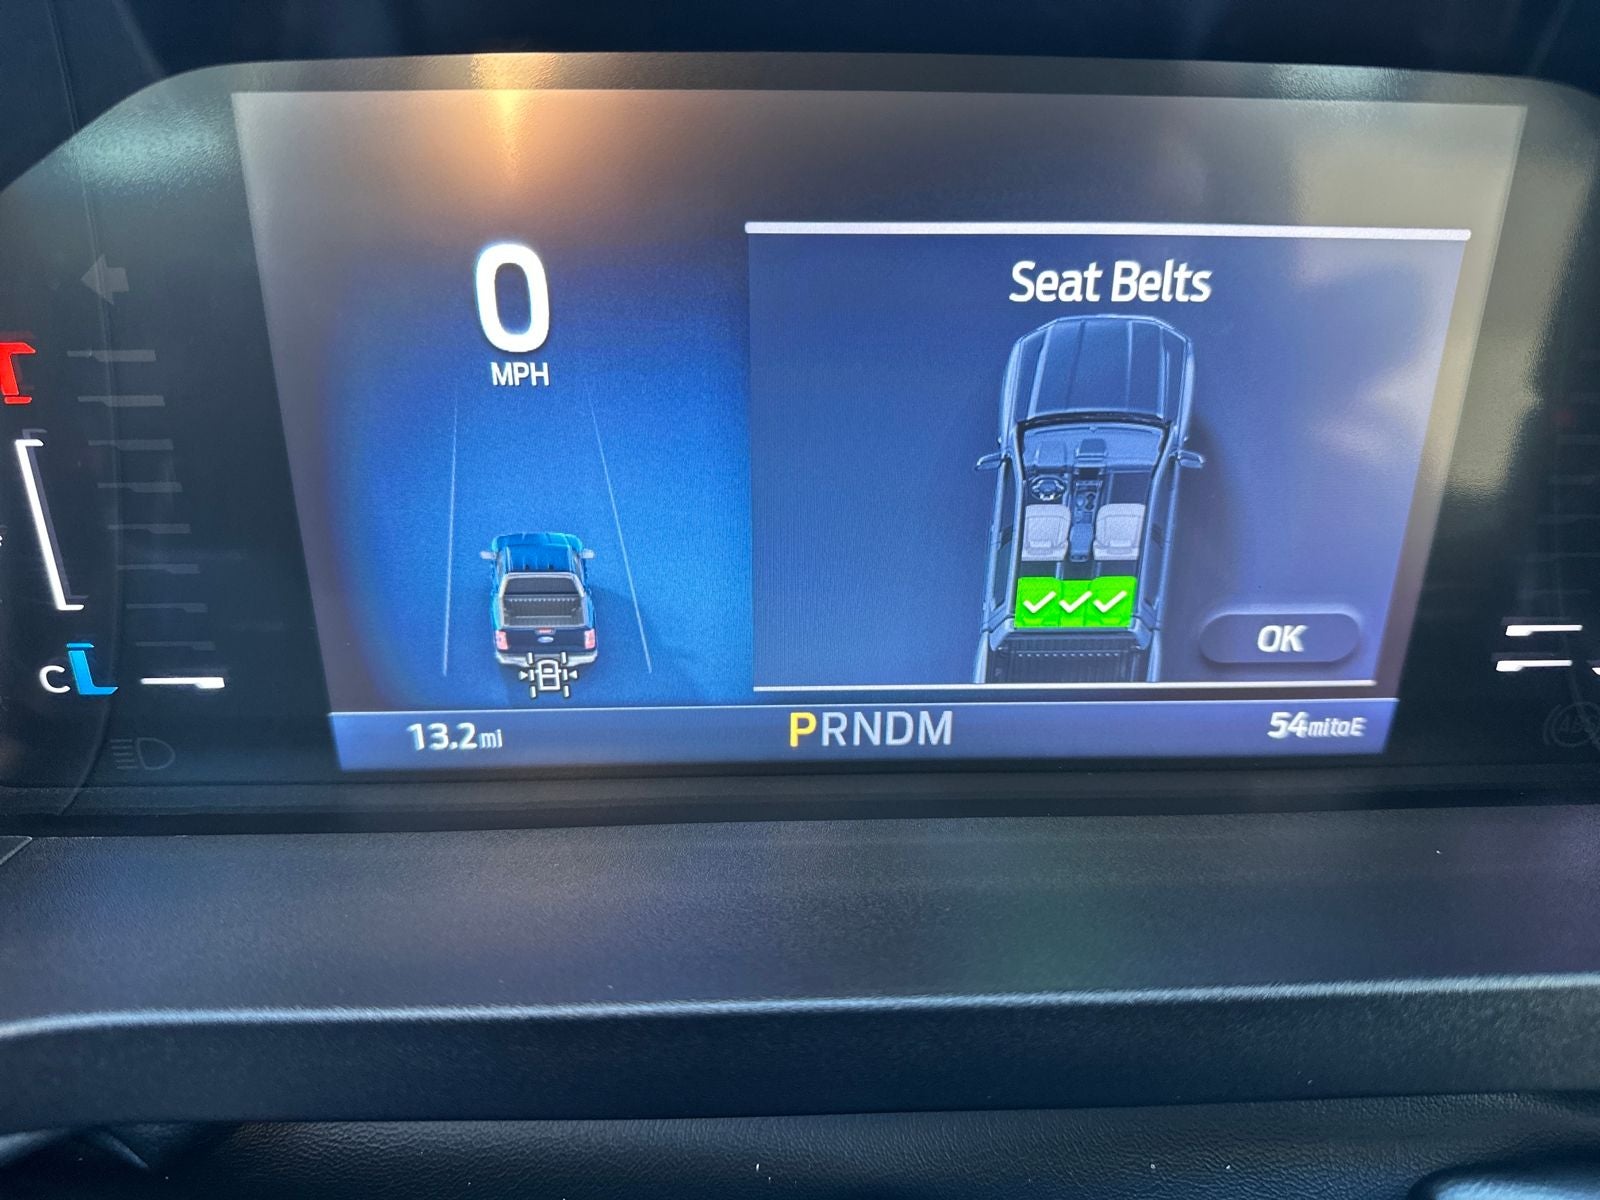 Seat Belts
0
MPH
OK
C
13.2mi
PRNDM
54mitoE